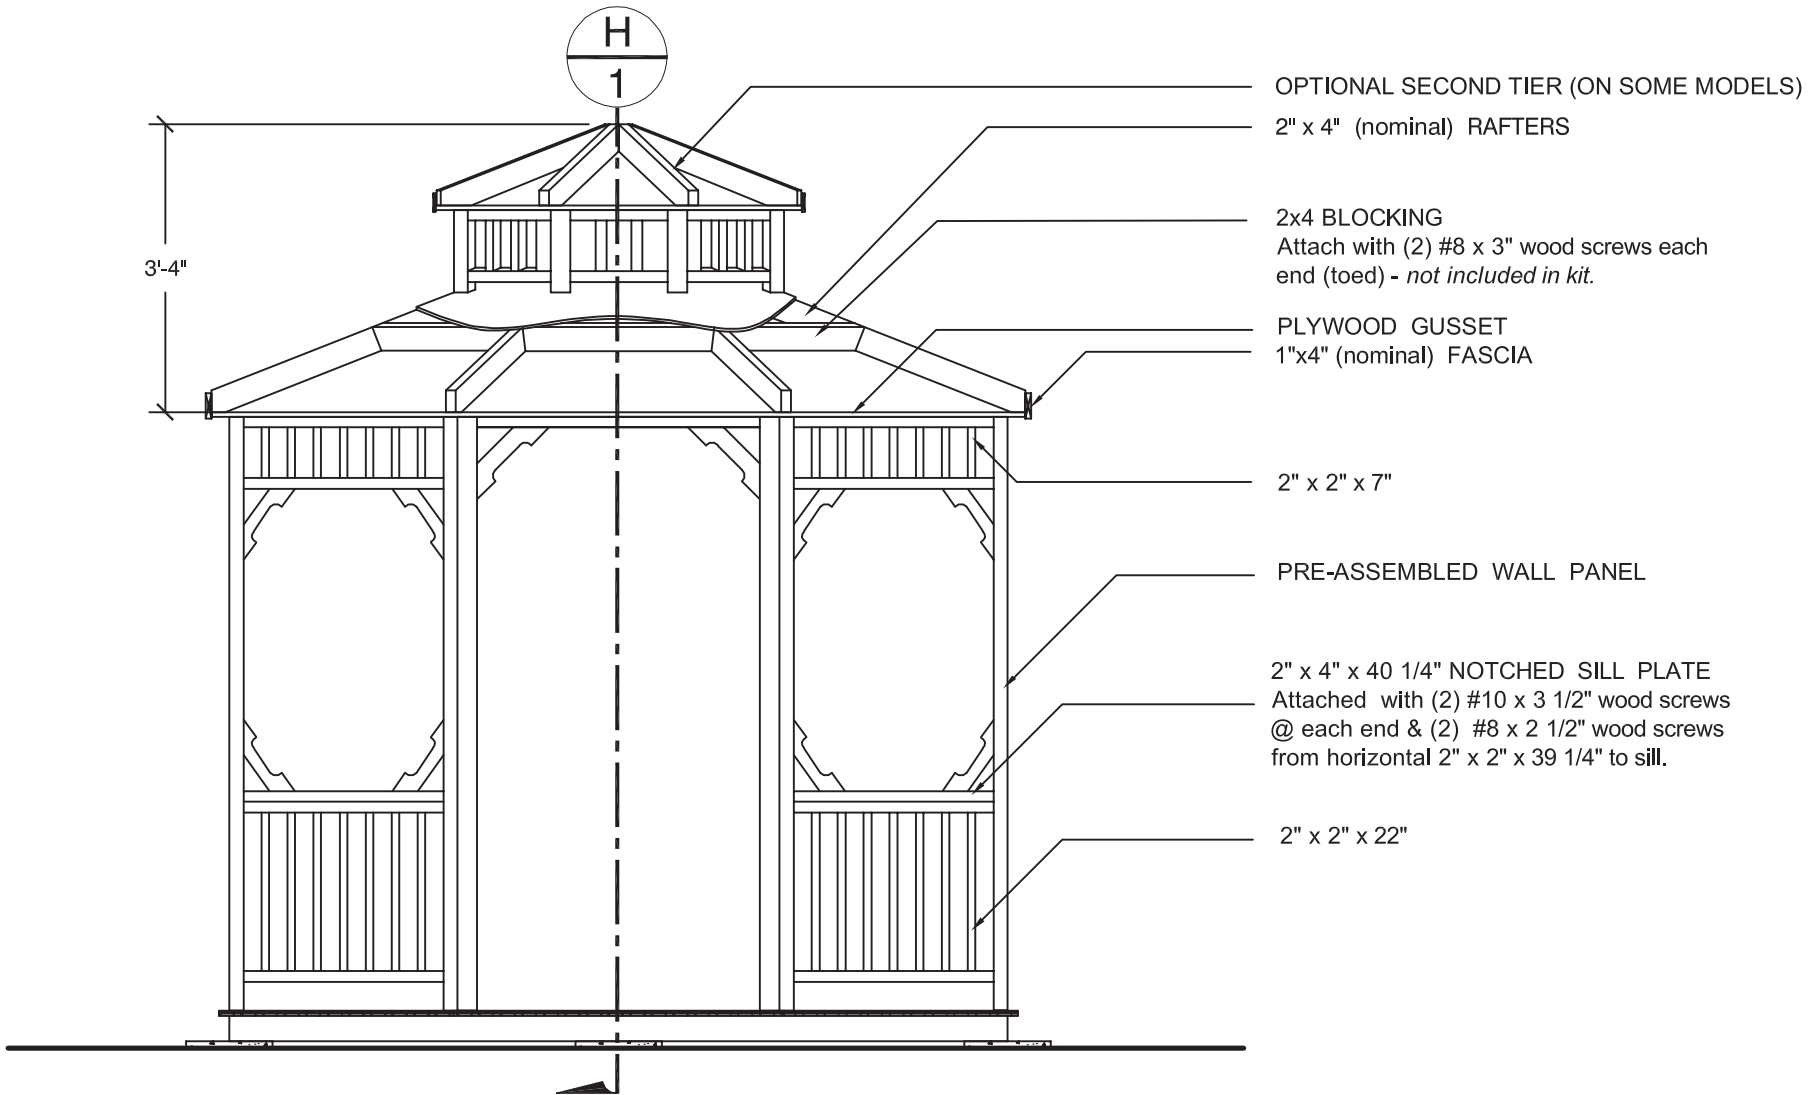 H
1
OPTIONAL SECOND TIER (ON SOME MODELS)
2" x 4" (nominal) RAFTERS
3'-4"
2x4 BLOCKING
Attach with (2) #8 x 3" wood screws each
end (toed) - not included in kit.
PLYWOOD GUSSET
1"x4" (nominal) FASCIA
2" x 2" x 7"
PRE-ASSEMBLED WALL PANEL
2" x 4" x 40 1/4" NOTCHED SILL PLATE
Attached with (2) #10 x 3 1/2" wood screws
@ each end & (2) #8 x 2 1/2" wood screws
from horizontal 2" x 2" x 39 1/4" to sill.
2" x 2" x 22"